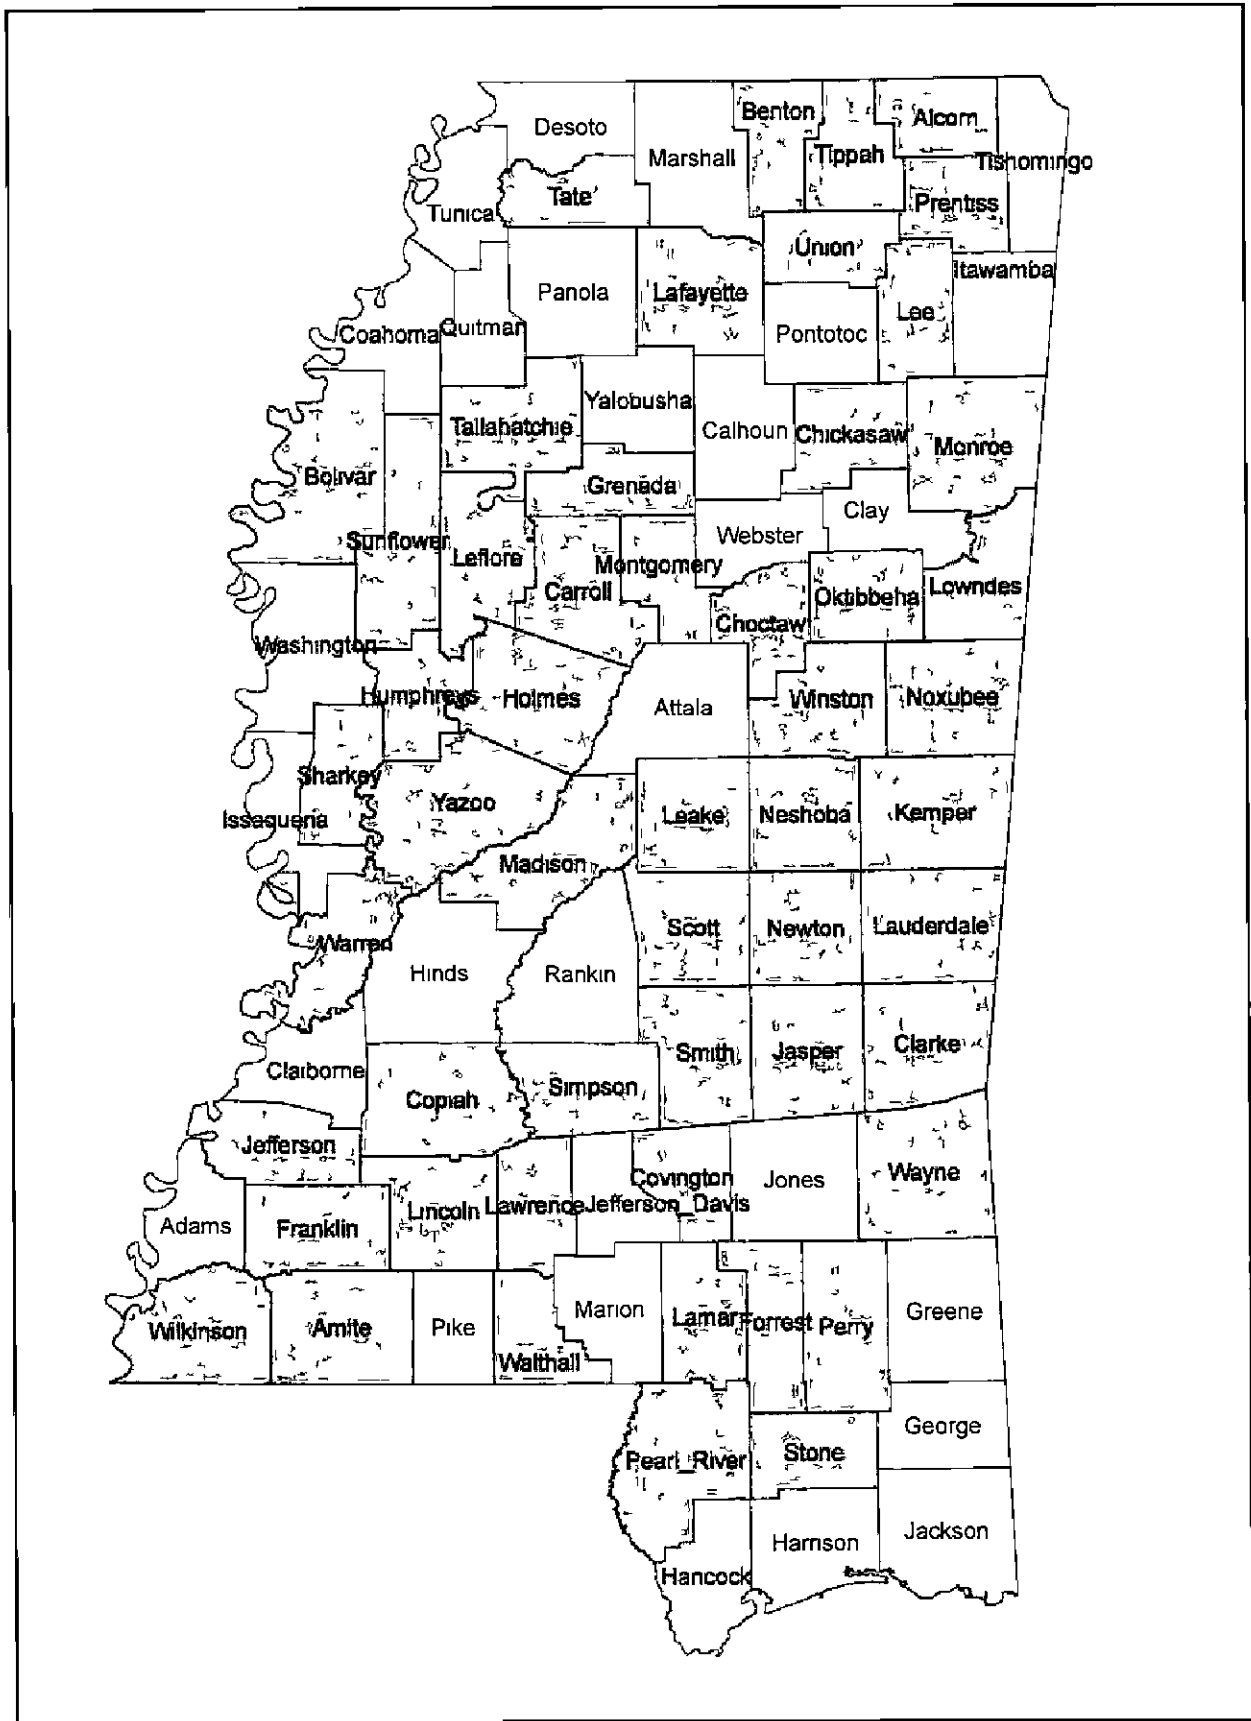 Desoto
Marshall
Benton
Tippah
Alcorn
Tishomingo
Tunica
Tate
Prentiss
Union
Itawamba
Panola
Lafayette
Lee
Pontotoc
Coahoma
Quitman
Yalobusha
Tallahatchie
Calhoun
Chickasaw
Monroe
Bolivar
Grenada
Clay
Sunflower
Leflore
Webster
Montgomery
Carroll
Oktibbeha
Lowndes
Choctaw
Washington
Humphreys
Holmes
Attala
Winston
Noxubee
Sharkey
Yazoo
Leake
Neshoba
Kemper
Issaquena
Madison
Scott
Newton
Lauderdale
Warren
Hinds
Rankin
Smith
Jasper
Clarke
Claiborne
Copiah
Simpson
Jefferson
Covington
Jones
Wayne
Adams
Franklin
Lincoln
Lawrence
Jefferson_Davis
Wilkinson
Amite
Pike
Marion
Lamar
Forrest
Perry
Greene
Walthall
George
Pearl_River
Stone
Jackson
Harrison
Hancock